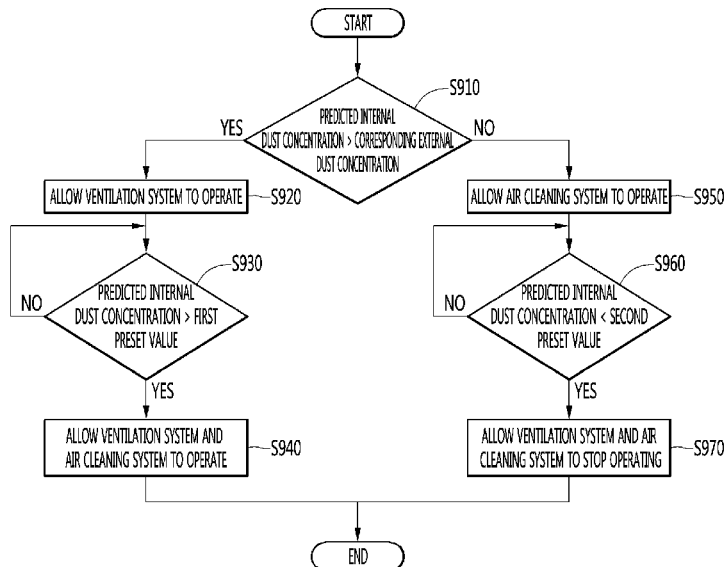 START
S910
PREDICTED INTERNAL
DUST CONCENTRATION > CORRESPONDING EXTERNAL
DUST CONCENTRATION
YES
NO
ALLOW VENTILATION SYSTEM TO OPERATE
S920
ALLOW AIR CLEANING SYSTEM TO OPERATE
S950
S930
PREDICTED INTERNAL
DUST CONCENTRATION > FIRST
PRESET VALUE
NO
YES
S960
PREDICTED INTERNAL
DUST CONCENTRATION < SECOND
PRESET VALUE
NO
YES
ALLOW VENTILATION SYSTEM AND
AIR CLEANING SYSTEM TO OPERATE
S940
ALLOW VENTILATION SYSTEM AND AIR
CLEANING SYSTEM TO STOP OPERATING
S970
END